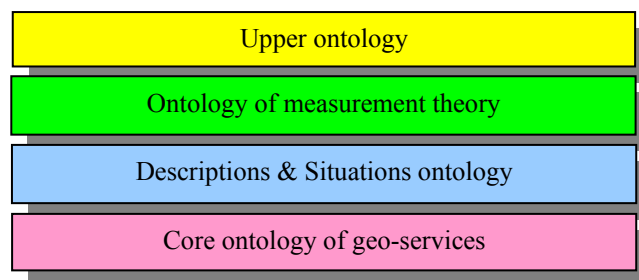 Upper ontology
Ontology of measurement theory
Descriptions & Situations ontology
Core ontology of geo-services